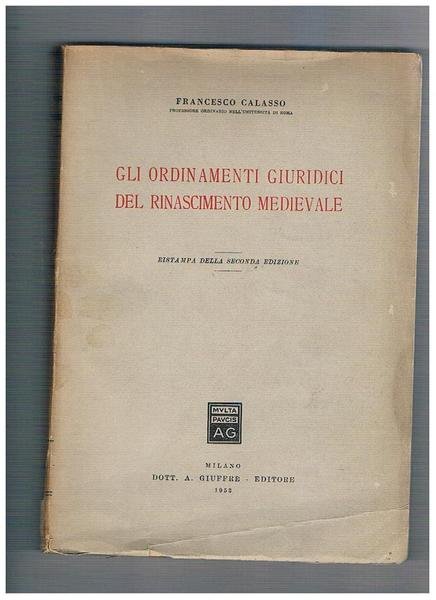 FRANCESCO CALASSO
PROFESSORE ORDINARIO NELL'UNIVERSITÀ DI ROMA
GLI ORDINAMENTI GIURIDICI
DEL RINASCIMENTO MEDIEVALE
RISTAMPA DELLA SECONDA EDIZIONE
MVLTA
PAVCIS
AG
MILANO
DOTT. A. GIUFFRÈ - EDITORE